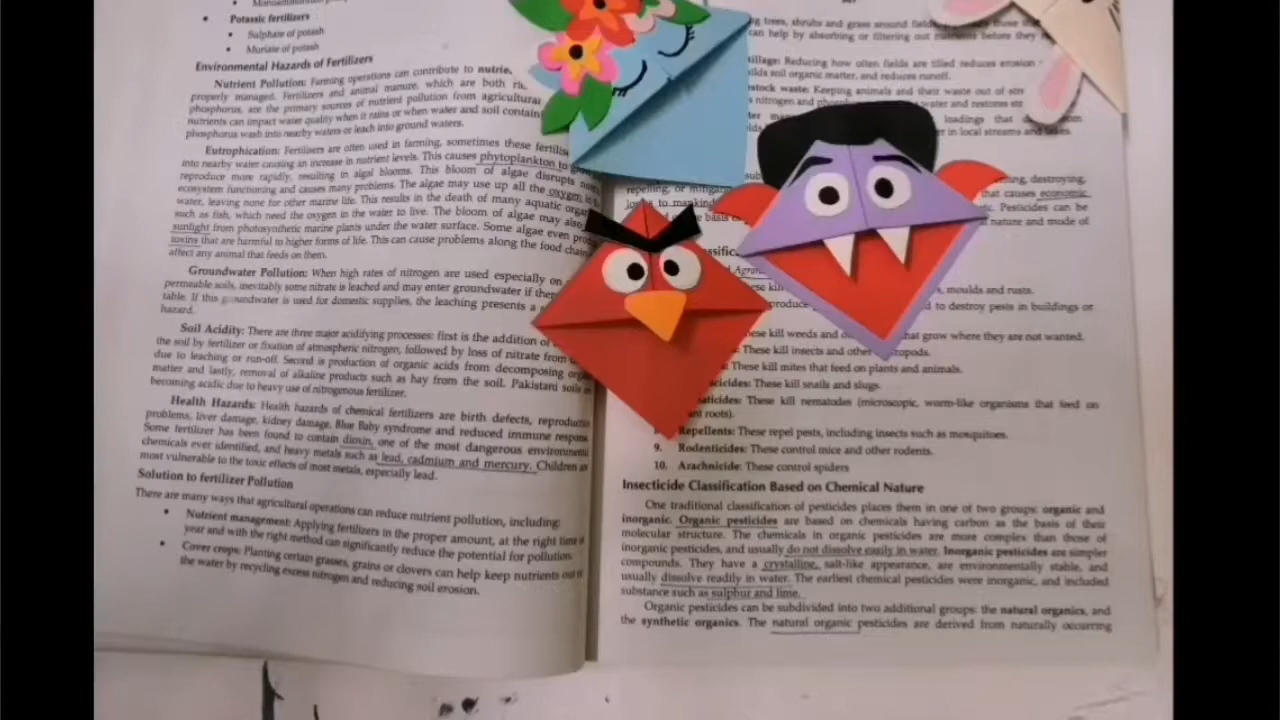 Potassic fertilizers
Sulphate of potash
Muriate of potash
Environmental Hazards of Fertilizers
Nutrient Pollution: Farming operations can contribute to nutrie
properly managed. Fertilizers and animal manure, which are both
phosphorus, are the primary sources of nutrient pollution from agricultural
nutrients can impact water quality when it rains or when water and soil contain
phosphorus wash into nearby waters or leach into ground waters.
Eutrophication: Fertilisers are often used in farming, sometimes these fertilis
into nearby water causing an increase in nutrient levels. This causes phytoplankton to
reproduce more rapidly, resulting in algal blooms. This bloom of algae disrupts
ecosystem functioning and causes many problems. The algae may use up all the oxygen
water, leaving none for other marine life. This results in the death of many aquatic
such as fish, which need the oxygen in the water to live. The bloom of algae may also
sunlight from photosynthetic marine plants under the water surface. Some algae even
toxins that are harmful to higher forms of life. This can cause problems along the food chain
affect any animal that feeds on them.
Groundwater Pollution: When high rates of nitrogen are used especially on
permeable soils, inevitably some nitrate is leached and may enter groundwater if
table. If this groundwater is used for domestic supplies, the leaching presents a
hazard.
Soil Acidity: There are three major acidifying processes: first is the addition of
the soil by fertilizer or fixation of atmospheric nitrogen, followed by loss of nitrate from
due to leaching or run-off. Second is production of organic acids from decomposing
matter and lastly, removal of alkaline products such as hay from the soil. Pakistani soils
becoming acidic due to heavy use of nitrogenous fertilizer.
Health Hazards: Health hazards of chemical fertilizers are birth defects, reproductiv
problems, liver damage, kidney damage, Blue Baby syndrome and reduced immune respons
Some fertilizer has been found to contain dioxin, one of the most dangerous environmental
chemicals ever identified, and heavy metals such as lead, cadmium and mercury. Children
most vulnerable to the toxic effects of most metals, especially lead.
Solution to fertilizer Pollution
There are many ways that agricultural operations can reduce nutrient pollution, including:
Nutrient management: Applying fertilizers in the proper amount, at the right time
year and with the right method can significantly reduce the potential for pollution.
Cover crops: Planting certain grasses, grains or clovers can help keep nutrients out
the water by recycling excess nitrogen and reducing soil erosion.
trees, shrubs and grass around fields
can help by absorbing or filtering out nutrients before they
tillage: Reducing how often fields are tilled reduces erosion
soil organic matter, and reduces runoff.
stock waste: Keeping animals and their waste out of
nitrogen and water and restores
loadings that
in local streams and lakes.
destroying,
repelling, or that causes economic
to mankind Pesticides can be
basis nature and mode of
moulds and rusts.
to destroy pests in buildings or
These kill weeds and that grow where they are not wanted.
These kill insects and other
These kill mites that feed on plants and animals.
These kill snails and slugs.
These kill nematodes (microscopic, worm-like organisms that feed on
roots).
Repellents: These repel pests, including insects such as mosquitoes.
9. Rodenticides: These control mice and other rodents.
10. Arachnicide: These control spiders
Insecticide Classification Based on Chemical Nature
One traditional classification of pesticides places them in one of two groups: organic and
inorganic. Organic pesticides are based on chemicals having carbon as the basis of their
molecular structure. The chemicals in organic pesticides are more complex than those of
inorganic pesticides, and usually do not dissolve easily in water. Inorganic pesticides are simpler
compounds. They have a crystalline, salt-like appearance, are environmentally stable, and
usually dissolve readily in water. The earliest chemical pesticides were inorganic, and included
substance such as sulphur and lime.
Organic pesticides can be subdivided into two additional groups: the natural organics, and
the synthetic organics. The natural organic pesticides are derived from naturally occurring